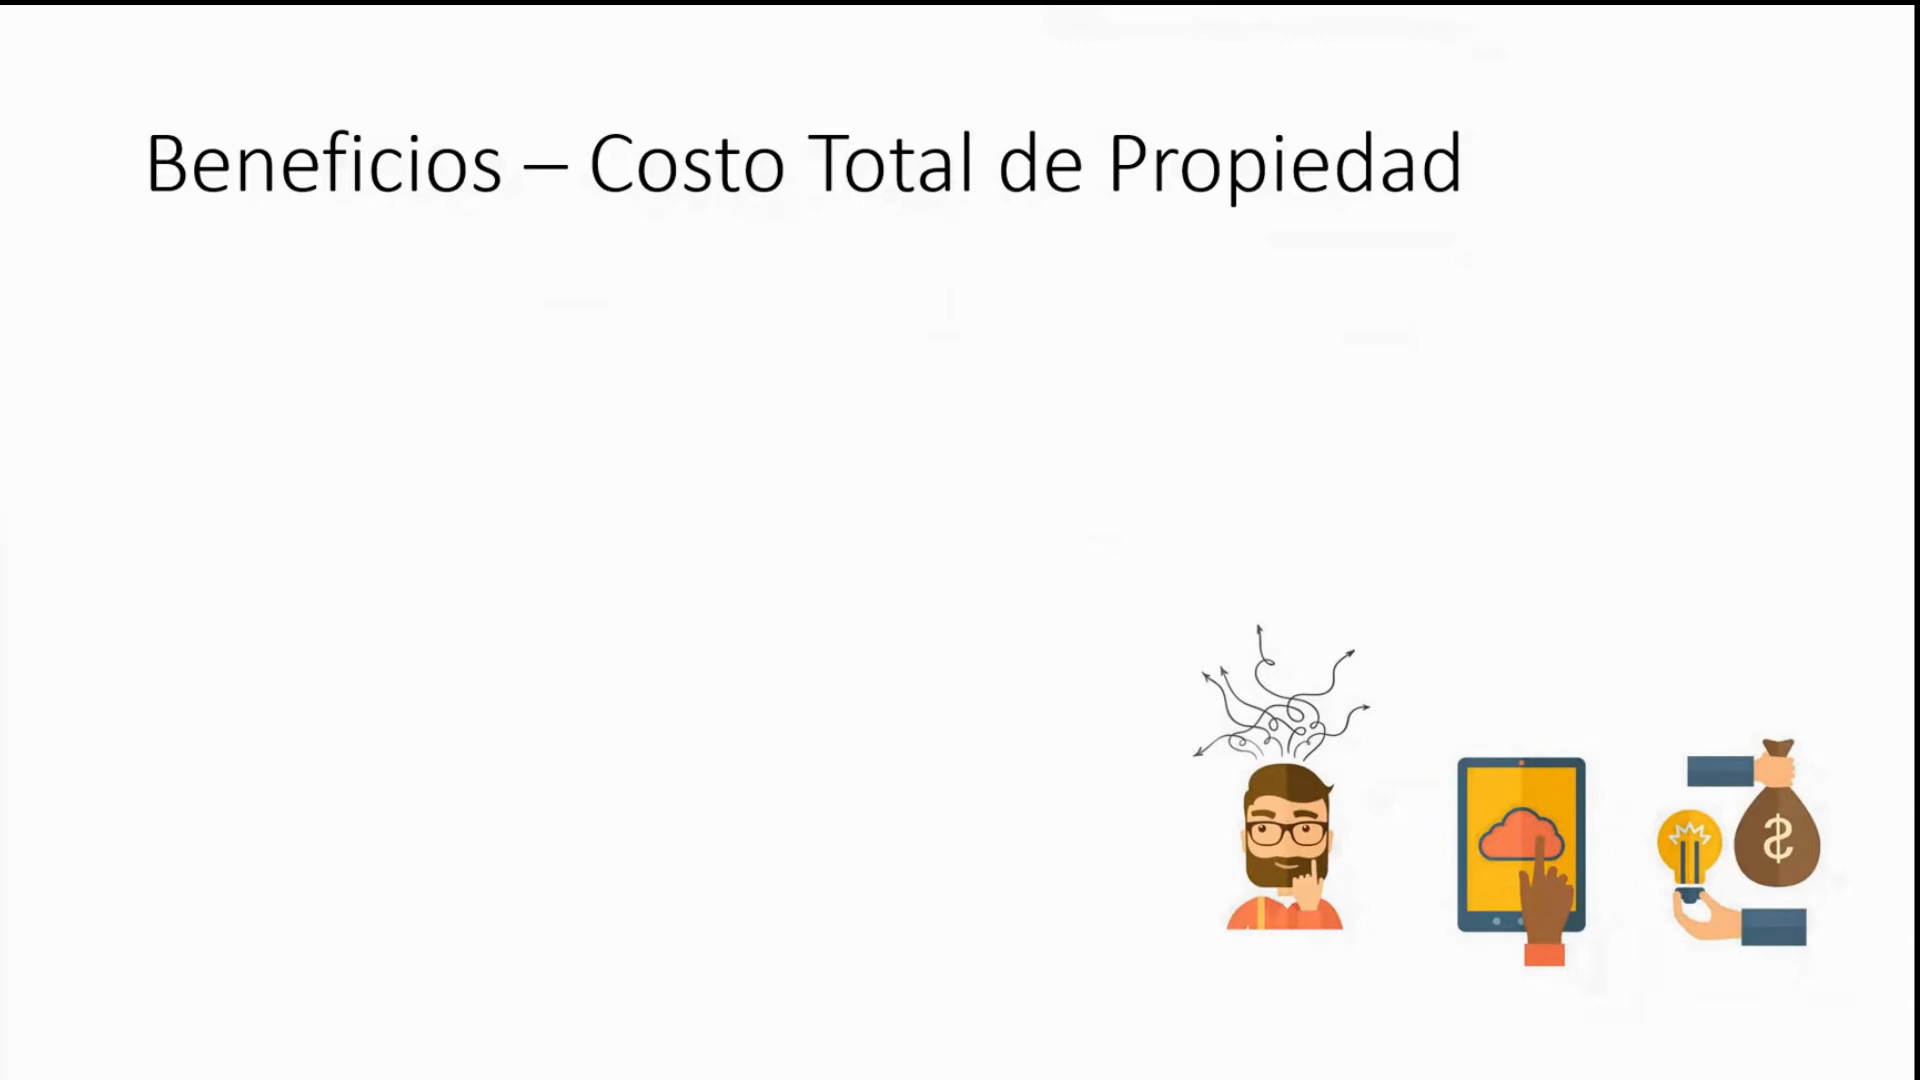 Beneficios – Costo Total de Propiedad
$